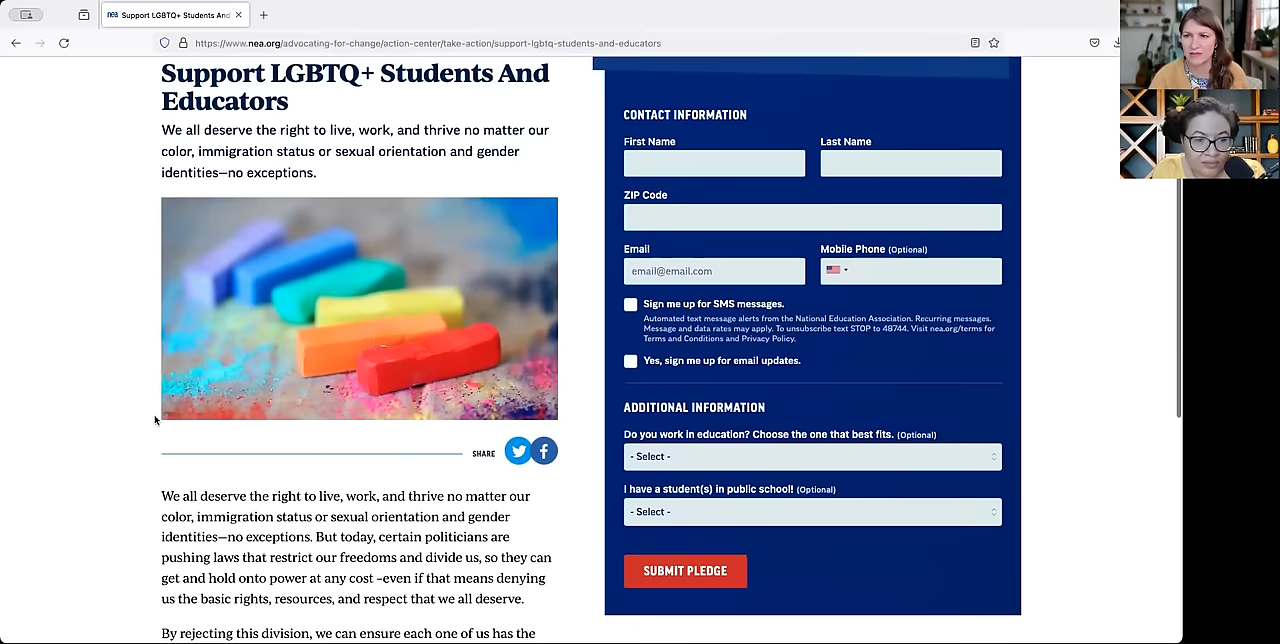 nea Support LGBTQ+ Students And
https://www.nea.org/advocating-for-change/action-center/take-action/support-lgbtq-students-and-educators
Support LGBTQ+ Students And
Educators
We all deserve the right to live, work, and thrive no matter our
color, immigration status or sexual orientation and gender
identities—no exceptions.
SHARE
We all deserve the right to live, work, and thrive no matter our
color, immigration status or sexual orientation and gender
identities—no exceptions. But today, certain politicians are
pushing laws that restrict our freedoms and divide us, so they can
get and hold onto power at any cost –even if that means denying
us the basic rights, resources, and respect that we all deserve.
By rejecting this division, we can ensure each one of us has the
CONTACT INFORMATION
First Name
Last Name
ZIP Code
Email
Mobile Phone (Optional)
email@email.com
Sign me up for SMS messages.
Automated text message alerts from the National Education Association. Recurring messages.
Message and data rates may apply. To unsubscribe text STOP to 48744. Visit nea.org/terms for
Terms and Conditions and Privacy Policy.
Yes, sign me up for email updates.
ADDITIONAL INFORMATION
Do you work in education? Choose the one that best fits. (Optional)
- Select -
I have a student(s) in public school! (Optional)
- Select -
SUBMIT PLEDGE